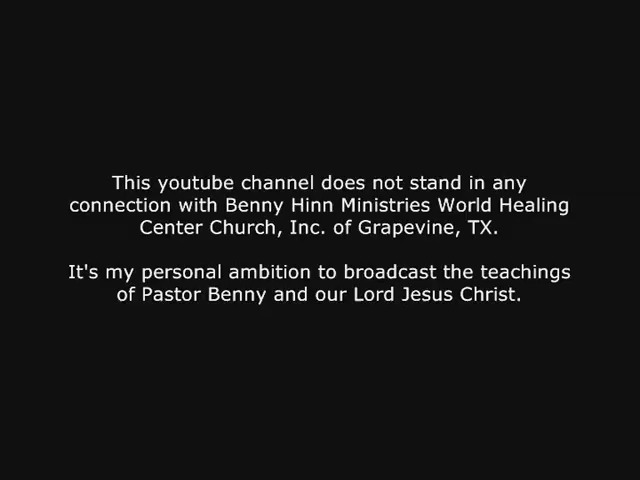 This youtube channel does not stand in any
connection with Benny Hinn Ministries World Healing
Center Church, Inc. of Grapevine, TX.
It's my personal ambition to broadcast the teachings
of Pastor Benny and our Lord Jesus Christ.